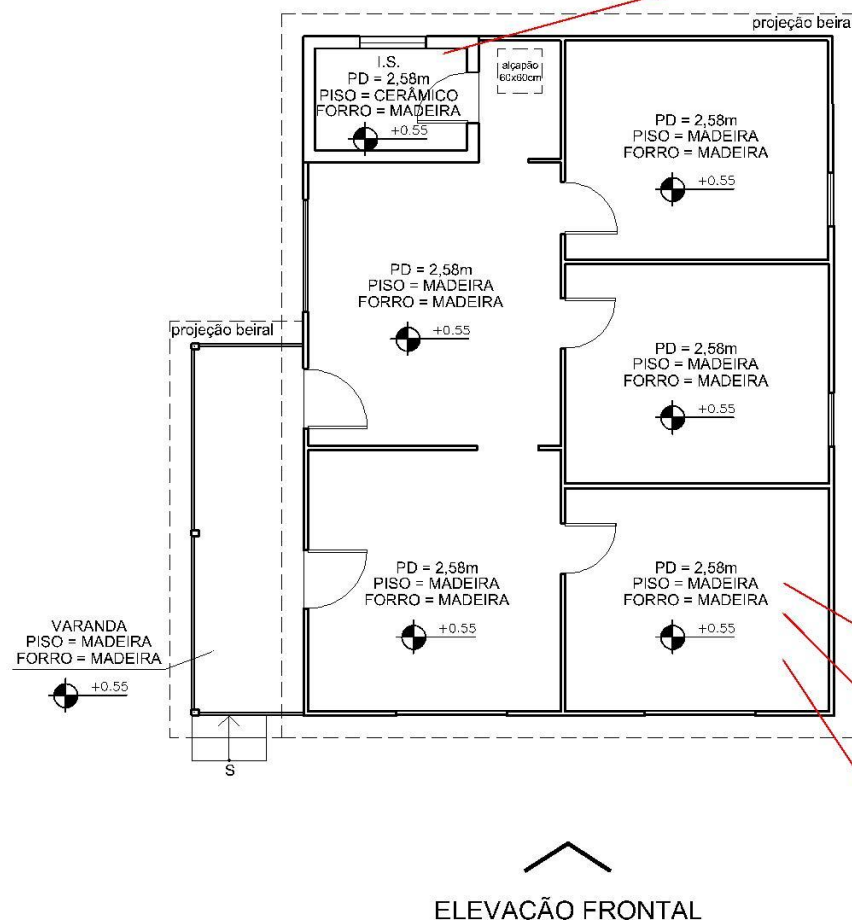 projeção beira
I.S.
PD = 2,58m
PISO = CERÂMICO
FORRO = MADEIRA
+0.55
alçapão
60x60cm
PD = 2,58m
PISO = MADEIRA
FORRO = MADEIRA
+0.55
PD = 2,58m
PISO = MADEIRA
FORRO = MADEIRA
+0.55
projeção beiral
PD = 2,58m
PISO = MADEIRA
FORRO = MADEIRA
+0.55
PD = 2,58m
PISO = MADEIRA
FORRO = MADEIRA
+0.55
PD = 2,58m
PISO = MADEIRA
FORRO = MADEIRA
+0.55
VARANDA
PISO = MADEIRA
FORRO = MADEIRA
+0.55
S
ELEVAÇÃO FRONTAL